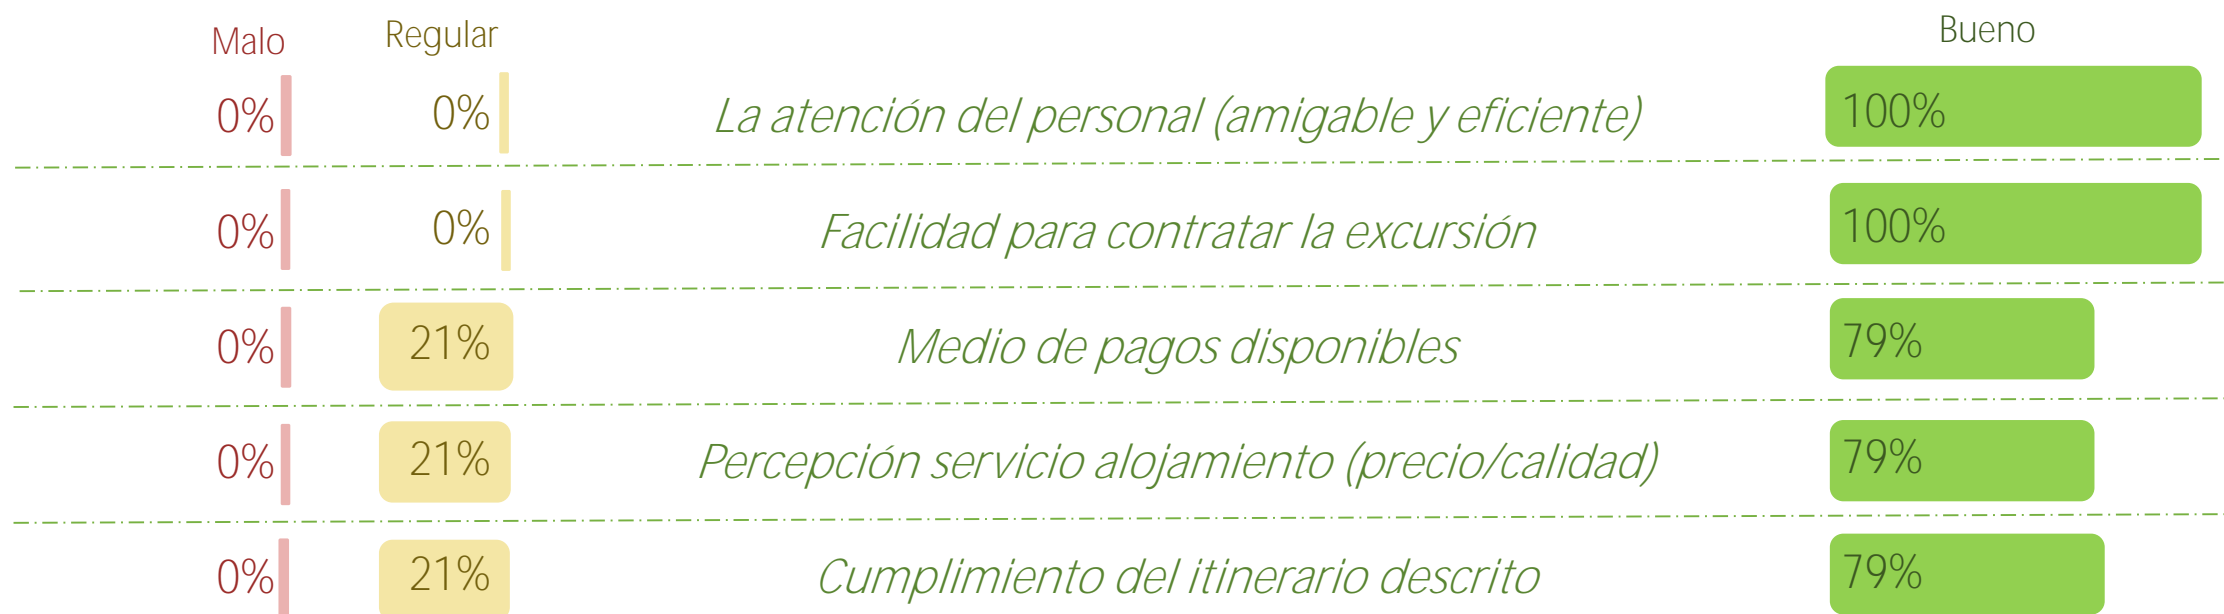 Malo Regular Bueno
0% 0% La atención del personal (amigable y eficiente) 100%
0% 0% Facilidad para contratar la excursión 100%
0% 21% Medio de pagos disponibles 79%
0% 21% Percepción servicio alojamiento (precio/calidad) 79%
0% 21% Cumplimiento del itinerario descrito 79%